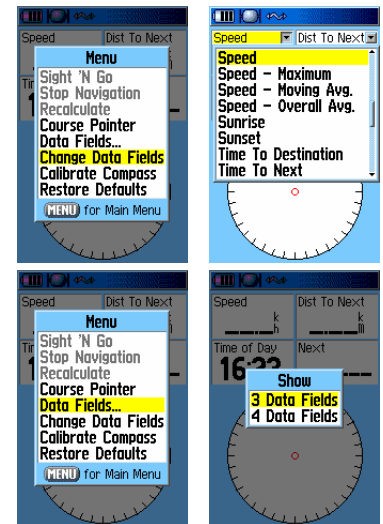 Speed Dist To Next
Menu
Sight 'N Go
Stop Navigation
Recalculate
Course Pointer
Data Fields...
Change Data Fields
Calibrate Compass
Restore Defaults
MENU for Main Menu
Speed Dist To Next
Speed
Speed - Maximum
Speed - Moving Avg.
Speed - Overall Avg.
Sunrise
Sunset
Time To Destination
Time To Next
Speed Dist To Next
Menu
Sight 'N Go
Stop Navigation
Recalculate
Course Pointer
Data Fields...
Change Data Fields
Calibrate Compass
Restore Defaults
MENU for Main Menu
Speed Dist To Next
k h k m
Time of Day Next
16:22
Show
3 Data Fields
4 Data Fields